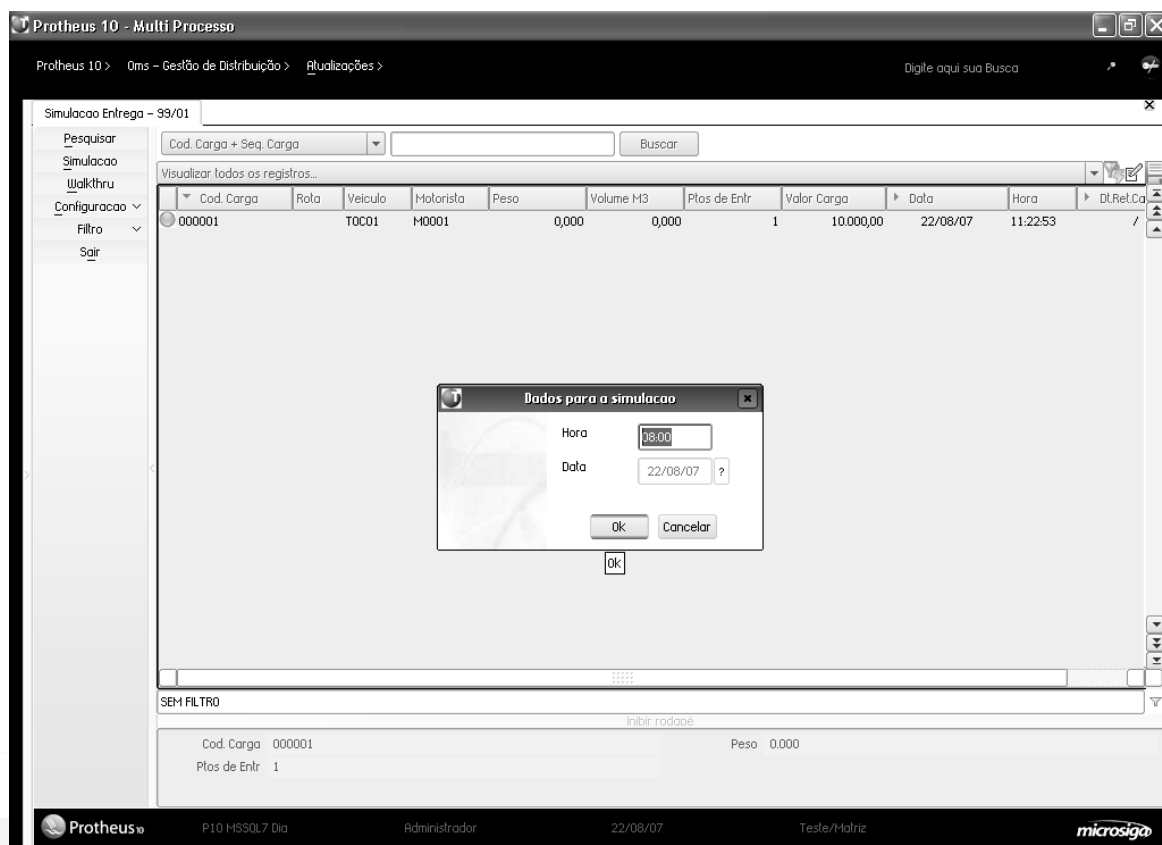 Protheus 10 - Multi Processo
Protheus 10 > Oms - Gestão de Distribuição > Atualizações > Digite aqui sua Busca
Simulacao Entrega - 99/01
Pesquisar
Simulacao
Walkthru
Configuracao
Filtro
Sair
Cod. Carga + Seq. Carga Buscar
Visualizar todos os registros...
Cod. Carga Rota Veiculo Motorista Peso Volume M3 Ptos de Entr Valor Carga Data Hora Dt.Ret.Ca
000001 T0C01 M0001 0,000 0,000 1 10.000,00 22/08/07 11:22:53 /
Dados para a simulacao
Hora 08:00
Data 22/08/07 ?
Ok Cancelar
Ok
SEM FILTRO
Inibir rodapé
Cod. Carga 000001 Peso 0.000
Ptos de Entr 1
Protheus10 P10 MSSQL7 Dia Administrador 22/08/07 Teste/Matriz microsiga